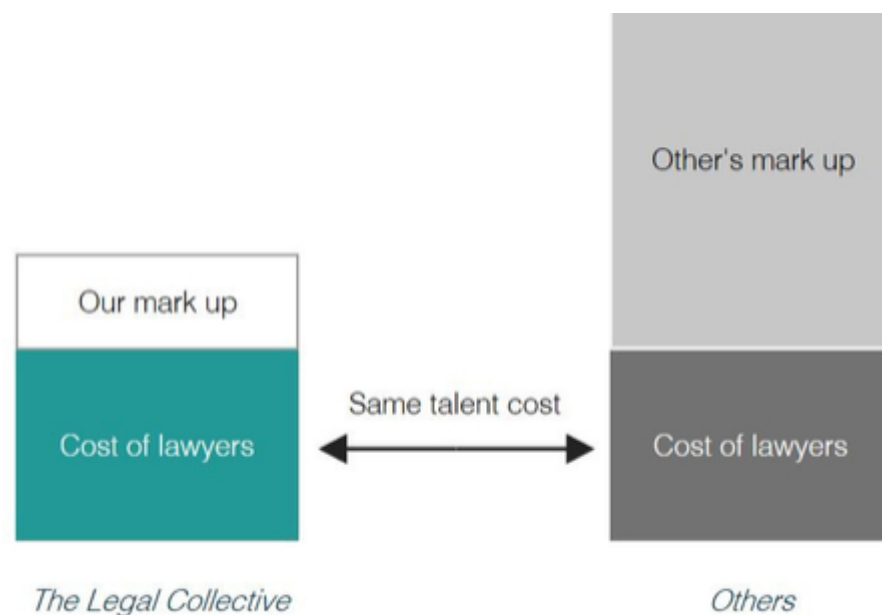 Other's mark up
Our mark up
Same talent cost
Cost of lawyers
Cost of lawyers
The Legal Collective
Others